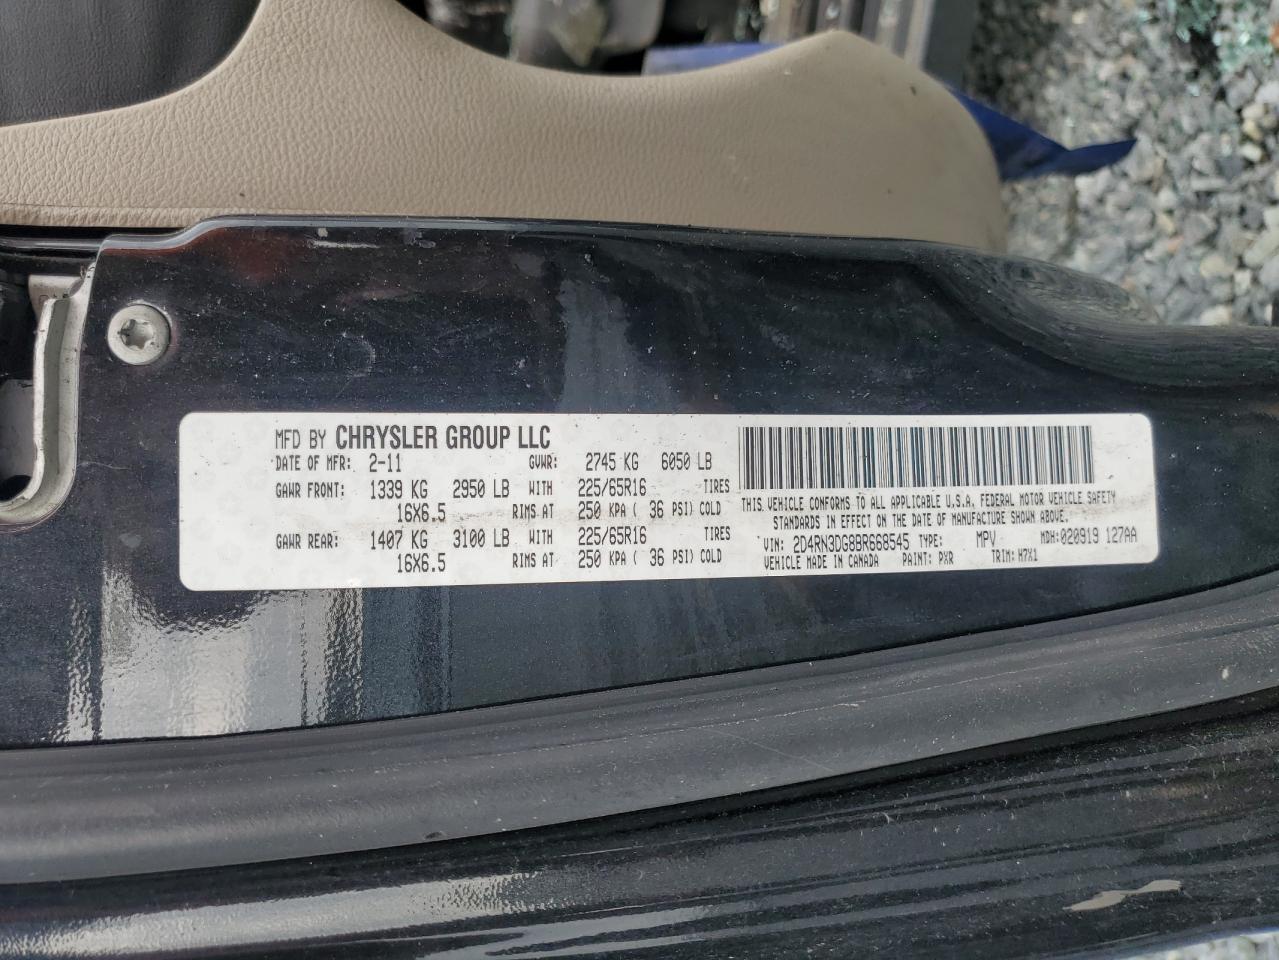 MFD BY CHRYSLER GROUP LLC
DATE OF MFR: 2-11 GVWR: 2745 KG 6050 LB
GAWR FRONT: 1339 KG 2950 LB WITH 225/65R16 TIRES
16X6.5 RIMS AT 250 KPA ( 36 PSI) COLD
GAWR REAR: 1407 KG 3100 LB WITH 225/65R16 TIRES
16X6.5 RIMS AT 250 KPA ( 36 PSI) COLD
THIS VEHICLE CONFORMS TO ALL APPLICABLE U.S.A. FEDERAL MOTOR VEHICLE SAFETY
STANDARDS IN EFFECT ON THE DATE OF MANUFACTURE SHOWN ABOVE.
VIN: 2D4RN3DG8BR668545 TYPE: MPV MDH: 020919 127AA
VEHICLE MADE IN CANADA PAINT: PXR TRIM: H7X1